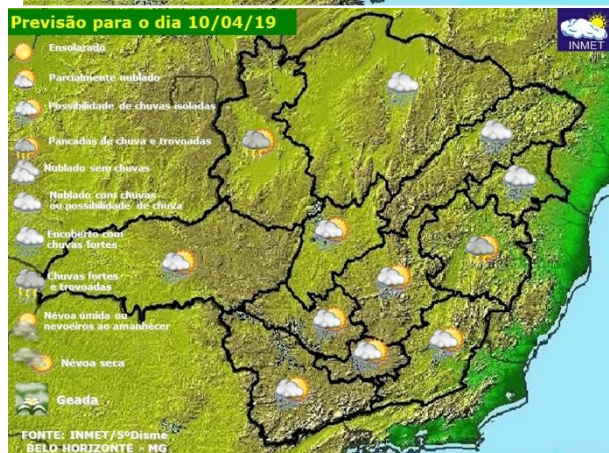 Previsão para o dia 10/04/19
INMET
Ensolarado
Parcialmente nublado
Possibilidade de chuvas isoladas
Pancadas de chuva e trovoadas
Nublado sem chuvas
Nublado com chuvas
ou possibilidade de chuva
Encoberto com
chuvas fortes
Chuvas fortes
e trovoadas
Névoa úmida ou
nevoeiros ao amanhecer
Névoa seca
Geada
FONTE: INMET/5ºDisme
BELO HORIZONTE - MG